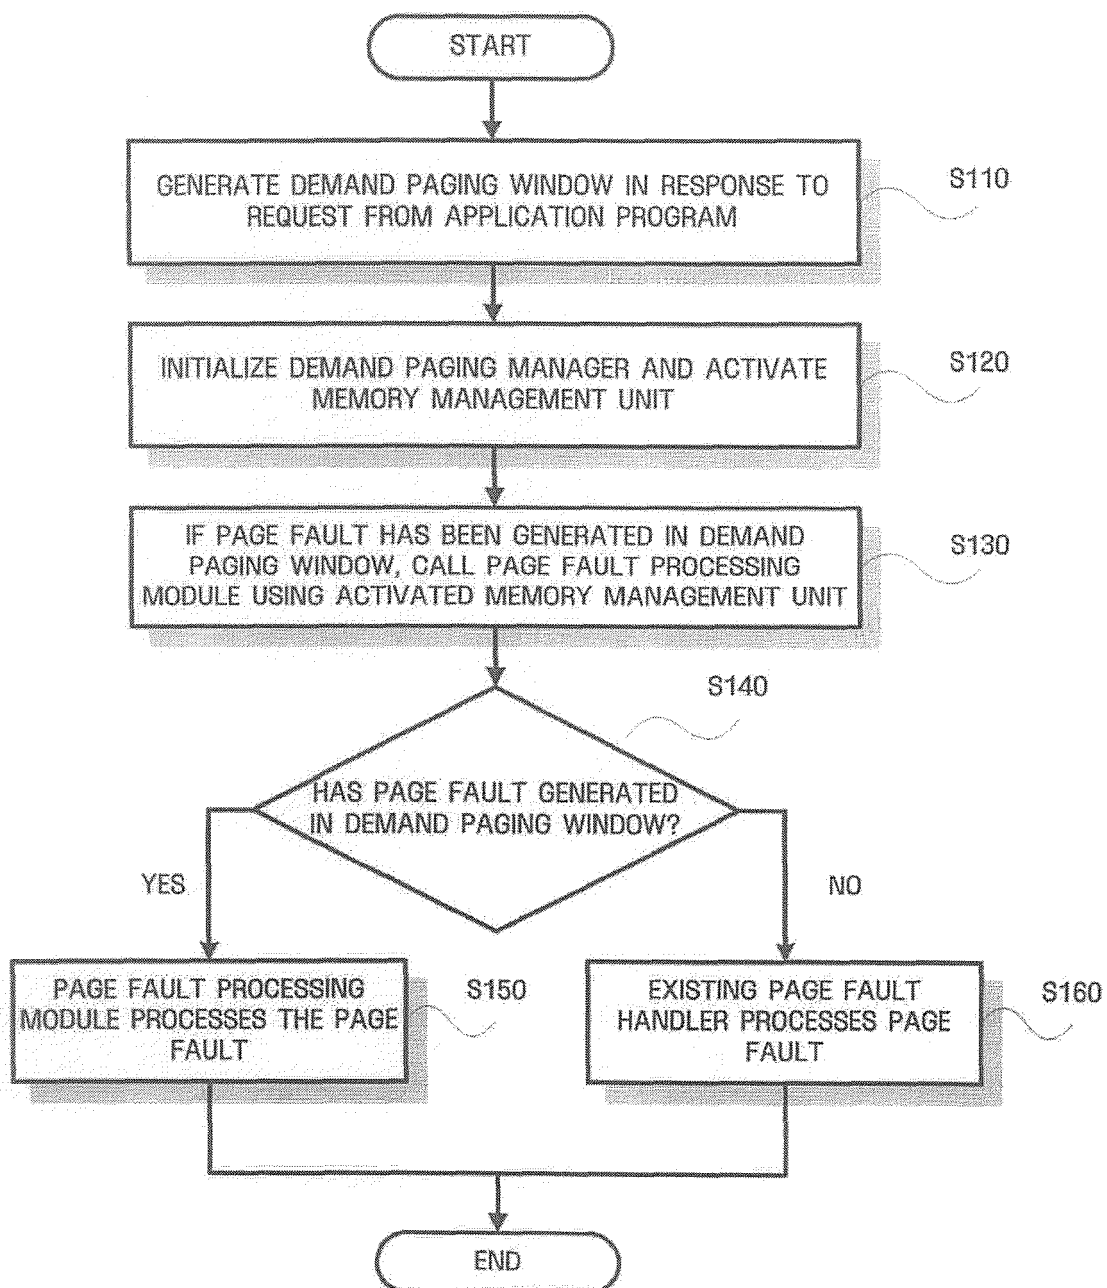 START
GENERATE DEMAND PAGING WINDOW IN RESPONSE TO
REQUEST FROM APPLICATION PROGRAM
S110
INITIALIZE DEMAND PAGING MANAGER AND ACTIVATE
MEMORY MANAGEMENT UNIT
S120
IF PAGE FAULT HAS BEEN GENERATED IN DEMAND
PAGING WINDOW, CALL PAGE FAULT PROCESSING
MODULE USING ACTIVATED MEMORY MANAGEMENT UNIT
S130
S140
HAS PAGE FAULT GENERATED
IN DEMAND PAGING WINDOW?
YES
NO
PAGE FAULT PROCESSING
MODULE PROCESSES THE PAGE
FAULT
S150
EXISTING PAGE FAULT
HANDLER PROCESSES PAGE
FAULT
S160
END